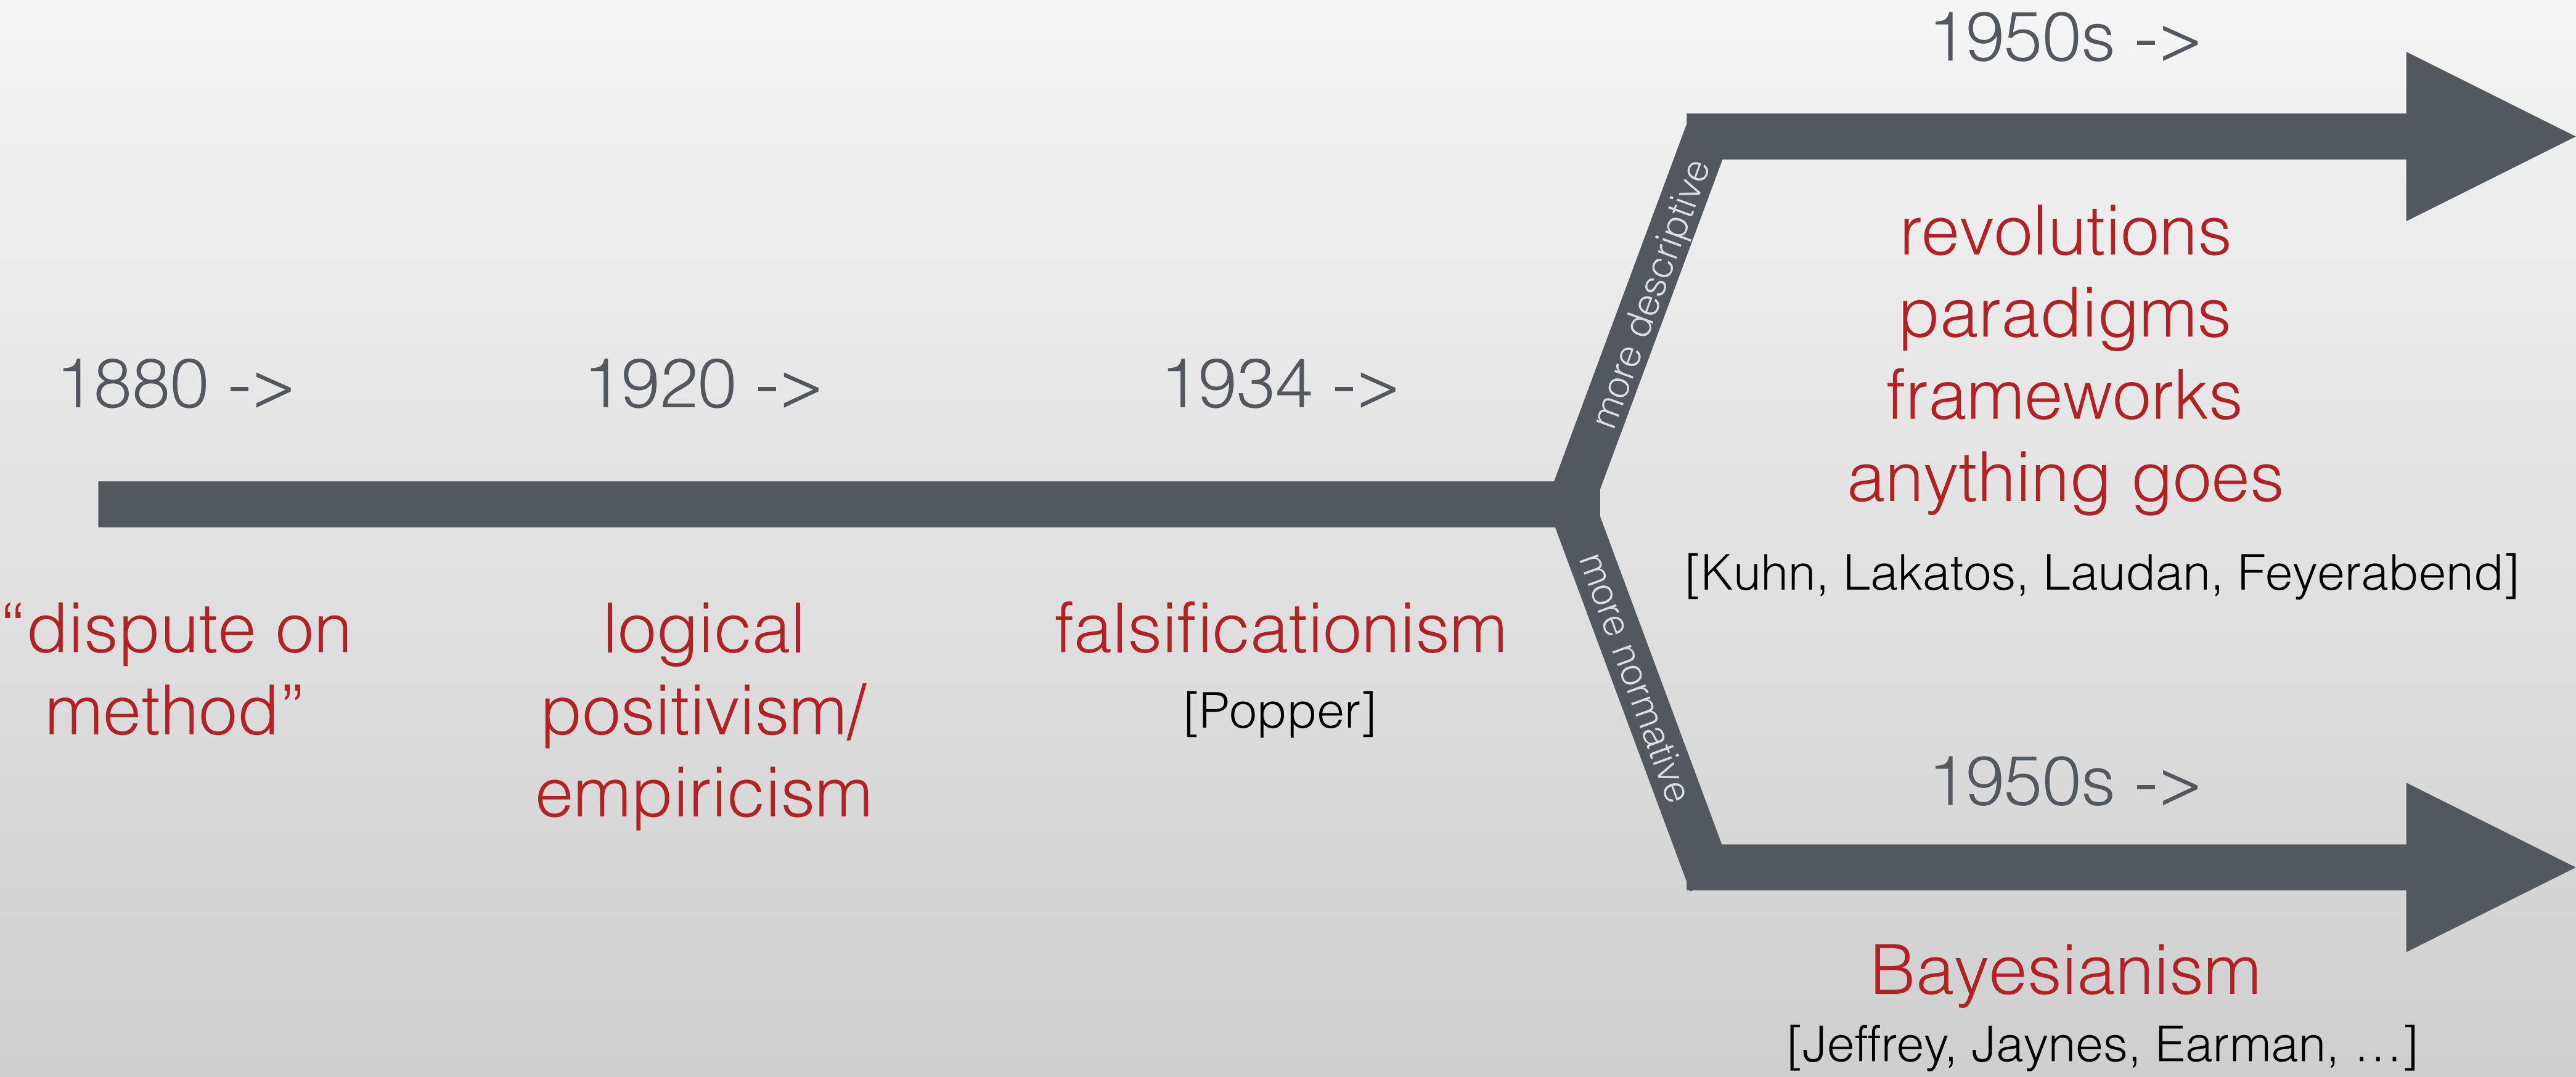 1880 ->
“dispute on
method”
1920 ->
logical
positivism/
empiricism
1934 ->
falsificationism
[Popper]
more descriptive
1950s ->
revolutions
paradigms
frameworks
anything goes
[Kuhn, Lakatos, Laudan, Feyerabend]
more normative
1950s ->
Bayesianism
[Jeffrey, Jaynes, Earman, …]